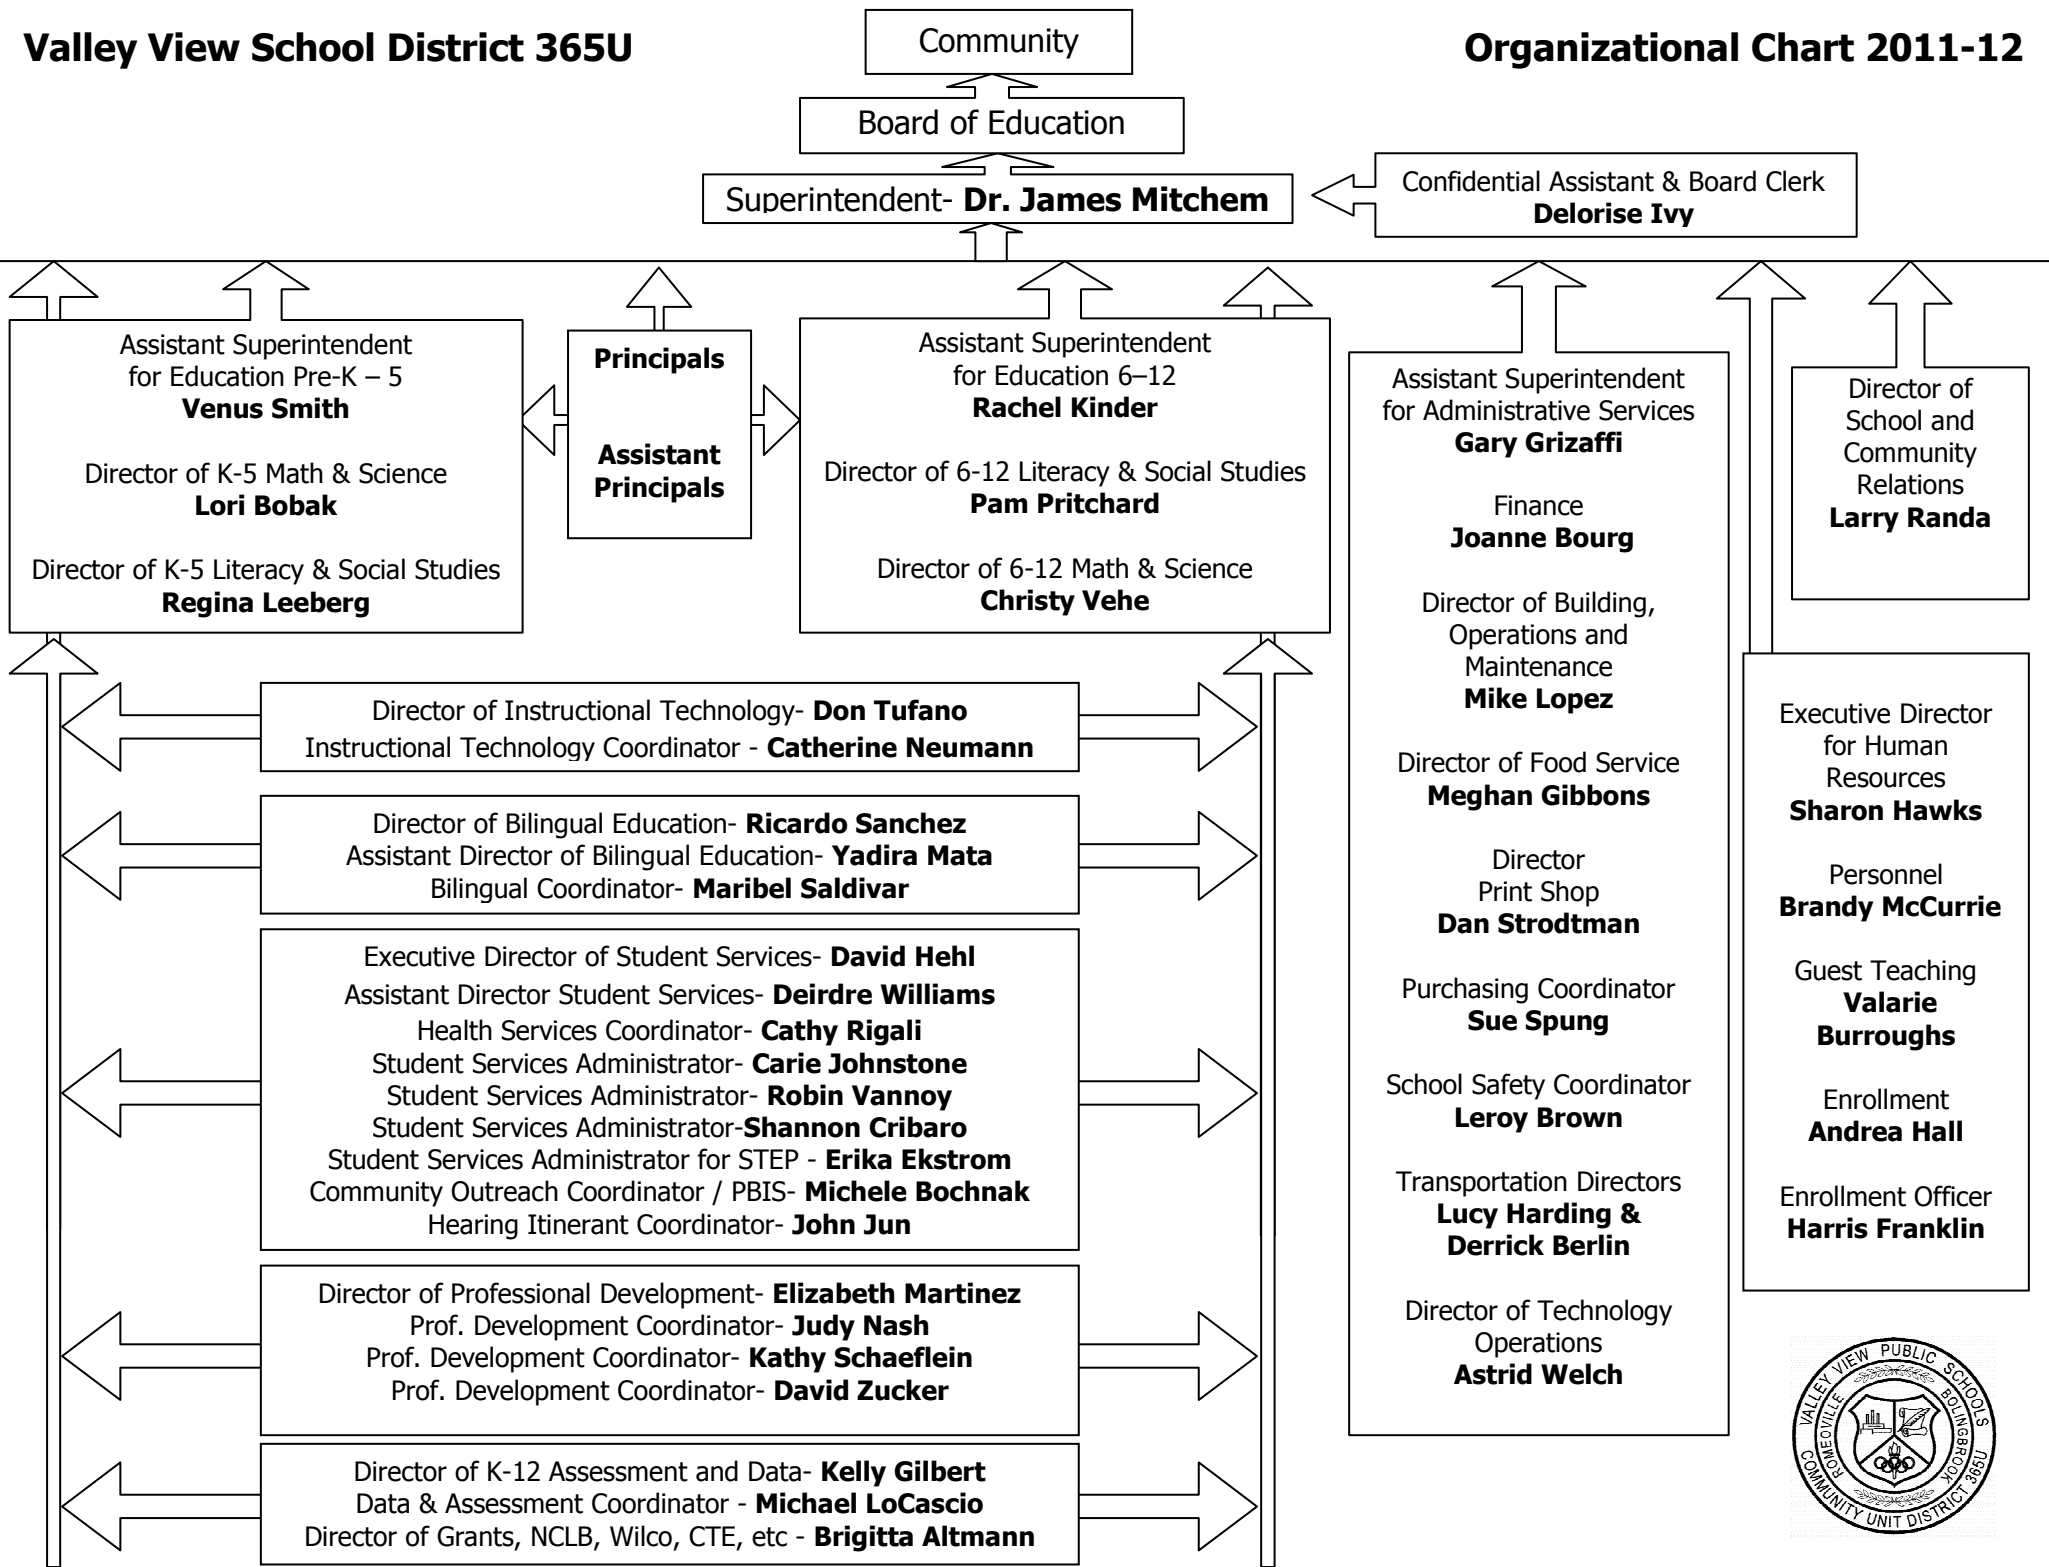 Valley View School District 365U
Organizational Chart 2011-12
Community
Board of Education
Superintendent- Dr. James Mitchem
Confidential Assistant & Board Clerk
Delorise Ivy
Assistant Superintendent
for Education Pre-K – 5
Venus Smith
Director of K-5 Math & Science
Lori Bobak
Director of K-5 Literacy & Social Studies
Regina Leeberg
Principals
Assistant
Principals
Assistant Superintendent
for Education 6–12
Rachel Kinder
Director of 6-12 Literacy & Social Studies
Pam Pritchard
Director of 6-12 Math & Science
Christy Vehe
Assistant Superintendent
for Administrative Services
Gary Grizaffi
Finance
Joanne Bourg
Director of Building,
Operations and
Maintenance
Mike Lopez
Director of Food Service
Meghan Gibbons
Director
Print Shop
Dan Strodtman
Purchasing Coordinator
Sue Spung
School Safety Coordinator
Leroy Brown
Transportation Directors
Lucy Harding &
Derrick Berlin
Director of Technology
Operations
Astrid Welch
Director of
School and
Community
Relations
Larry Randa
Executive Director
for Human
Resources
Sharon Hawks
Personnel
Brandy McCurrie
Guest Teaching
Valarie
Burroughs
Enrollment
Andrea Hall
Enrollment Officer
Harris Franklin
Director of Instructional Technology- Don Tufano
Instructional Technology Coordinator - Catherine Neumann
Director of Bilingual Education- Ricardo Sanchez
Assistant Director of Bilingual Education- Yadira Mata
Bilingual Coordinator- Maribel Saldivar
Executive Director of Student Services- David Hehl
Assistant Director Student Services- Deirdre Williams
Health Services Coordinator- Cathy Rigali
Student Services Administrator- Carie Johnstone
Student Services Administrator- Robin Vannoy
Student Services Administrator-Shannon Cribaro
Student Services Administrator for STEP - Erika Ekstrom
Community Outreach Coordinator / PBIS- Michele Bochnak
Hearing Itinerant Coordinator- John Jun
Director of Professional Development- Elizabeth Martinez
Prof. Development Coordinator- Judy Nash
Prof. Development Coordinator- Kathy Schaeflein
Prof. Development Coordinator- David Zucker
Director of K-12 Assessment and Data- Kelly Gilbert
Data & Assessment Coordinator - Michael LoCascio
Director of Grants, NCLB, Wilco, CTE, etc - Brigitta Altmann
VALLEY VIEW PUBLIC SCHOOLS
COMMUNITY UNIT DISTRICT 365U
ROMEOVILLE
BOLINGBROOK